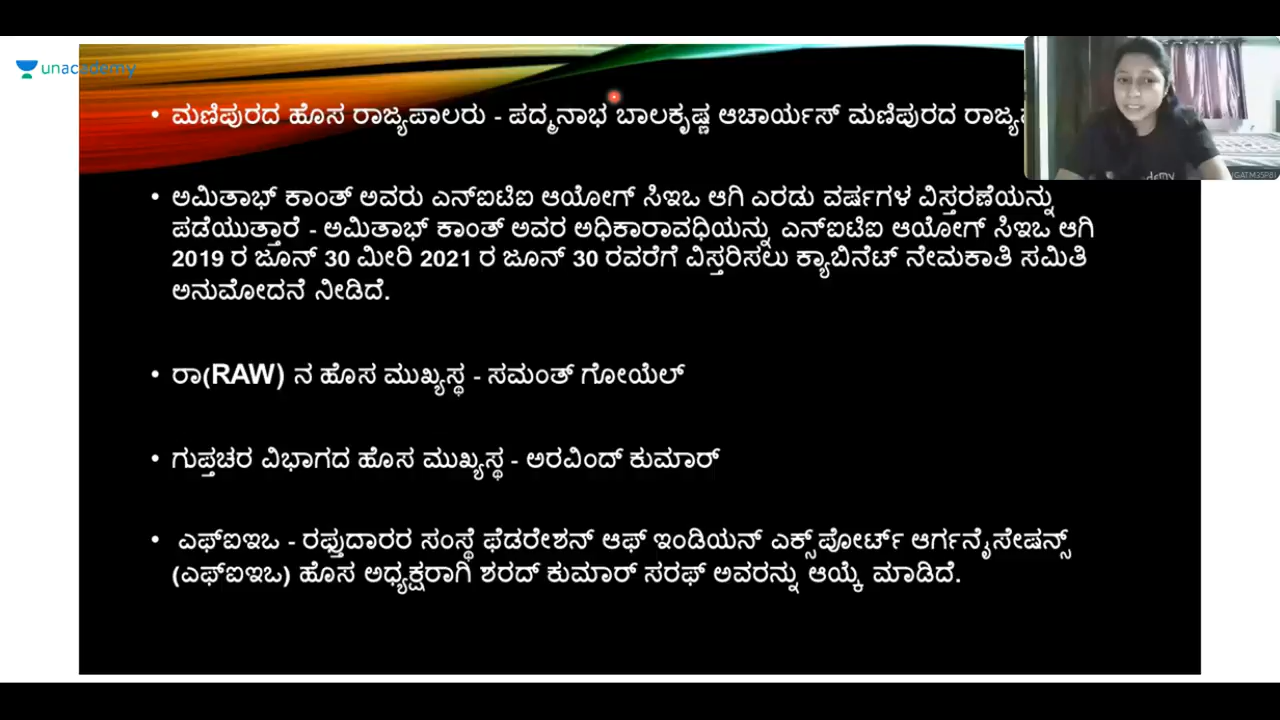 unacademy
• ಮಣಿಪುರದ ಹೊಸ ರಾಜ್ಯಪಾಲರು - ಪದ್ಮನಾಭ ಬಾಲಕೃಷ್ಣ ಆಚಾರ್ಯಸ್ ಮಣಿಪುರದ
• ಅಮಿತಾಭ್ ಕಾಂತ್ ಅವರು ಎನ್ಐಟಿಐ ಆಯೋಗ್ ಸಿಇಒ ಆಗಿ ಎರಡು ವರ್ಷಗಳ ವಿಸ್ತರಣೆಯನ್ನು
ಪಡೆಯುತ್ತಾರೆ - ಅಮಿತಾಭ್ ಕಾಂತ್ ಅವರ ಅಧಿಕಾರಾವಧಿಯನ್ನು ಎನ್ಐಟಿಐ ಆಯೋಗ್ ಸಿಇಒ ಆಗಿ
2019 ರ ಜೂನ್ 30 ಮೀರಿ 2021 ರ ಜೂನ್ 30 ರವರೆಗೆ ವಿಸ್ತರಿಸಲು ಕ್ಯಾಬಿನೆಟ್ ನೇಮಕಾತಿ ಸಮಿತಿ
ಅನುಮೋದನೆ ನೀಡಿದೆ.
• ರಾ(RAW) ನ ಹೊಸ ಮುಖ್ಯಸ್ಥ - ಸಮಂತ್ ಗೋಯೆಲ್
• ಗುಪ್ತಚರ ವಿಭಾಗದ ಹೊಸ ಮುಖ್ಯಸ್ಥ - ಅರವಿಂದ್ ಕುಮಾರ್
• ಎಫ್ಐಇಒ - ರಫ್ತುದಾರರ ಸಂಸ್ಥೆ ಫೆಡರೇಶನ್ ಆಫ್ ಇಂಡಿಯನ್ ಎಕ್ಸ್‌ಪೋರ್ಟ್ ಆರ್ಗನೈಸೇಷನ್ಸ್
(ಎಫ್ಐಇಒ) ಹೊಸ ಅಧ್ಯಕ್ಷರಾಗಿ ಶರದ್ ಕುಮಾರ್ ಸರಫ್ ಅವರನ್ನು ಆಯ್ಕೆ ಮಾಡಿದೆ.